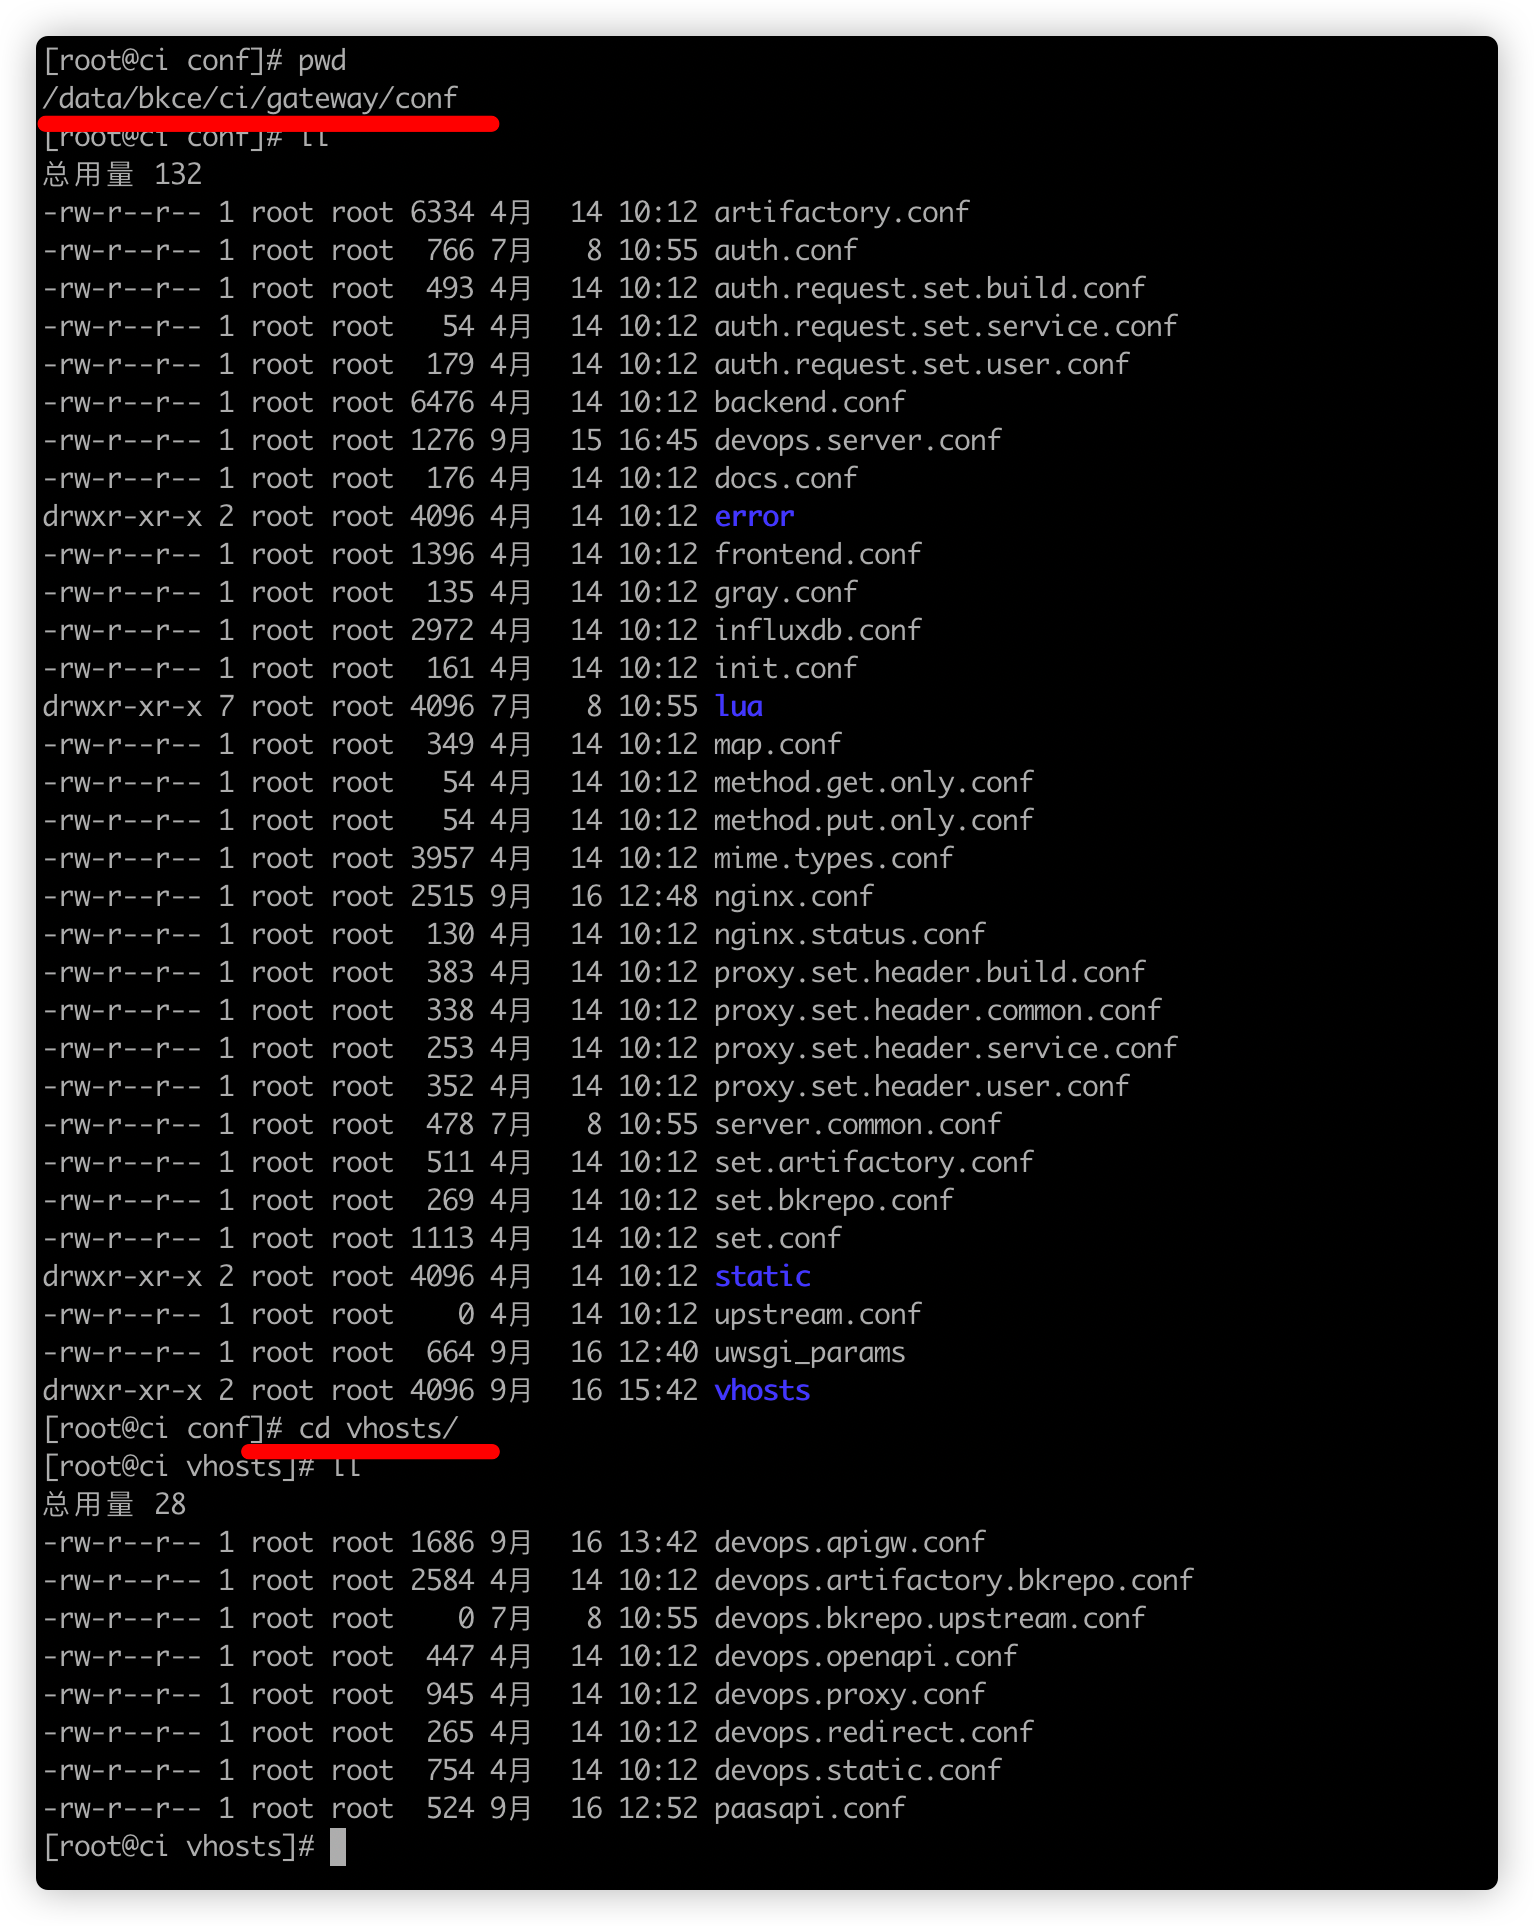 [root@ci conf]# pwd
/data/bkce/ci/gateway/conf
[root@ci conf]# ll
总用量 132
-rw-r--r-- 1 root root 6334 4月  14 10:12 artifactory.conf
-rw-r--r-- 1 root root  766 7月   8 10:55 auth.conf
-rw-r--r-- 1 root root  493 4月  14 10:12 auth.request.set.build.conf
-rw-r--r-- 1 root root   54 4月  14 10:12 auth.request.set.service.conf
-rw-r--r-- 1 root root  179 4月  14 10:12 auth.request.set.user.conf
-rw-r--r-- 1 root root 6476 4月  14 10:12 backend.conf
-rw-r--r-- 1 root root 1276 9月  15 16:45 devops.server.conf
-rw-r--r-- 1 root root  176 4月  14 10:12 docs.conf
drwxr-xr-x 2 root root 4096 4月  14 10:12 error
-rw-r--r-- 1 root root 1396 4月  14 10:12 frontend.conf
-rw-r--r-- 1 root root  135 4月  14 10:12 gray.conf
-rw-r--r-- 1 root root 2972 4月  14 10:12 influxdb.conf
-rw-r--r-- 1 root root  161 4月  14 10:12 init.conf
drwxr-xr-x 7 root root 4096 7月   8 10:55 lua
-rw-r--r-- 1 root root  349 4月  14 10:12 map.conf
-rw-r--r-- 1 root root   54 4月  14 10:12 method.get.only.conf
-rw-r--r-- 1 root root   54 4月  14 10:12 method.put.only.conf
-rw-r--r-- 1 root root 3957 4月  14 10:12 mime.types.conf
-rw-r--r-- 1 root root 2515 9月  16 12:48 nginx.conf
-rw-r--r-- 1 root root  130 4月  14 10:12 nginx.status.conf
-rw-r--r-- 1 root root  383 4月  14 10:12 proxy.set.header.build.conf
-rw-r--r-- 1 root root  338 4月  14 10:12 proxy.set.header.common.conf
-rw-r--r-- 1 root root  253 4月  14 10:12 proxy.set.header.service.conf
-rw-r--r-- 1 root root  352 4月  14 10:12 proxy.set.header.user.conf
-rw-r--r-- 1 root root  478 7月   8 10:55 server.common.conf
-rw-r--r-- 1 root root  511 4月  14 10:12 set.artifactory.conf
-rw-r--r-- 1 root root  269 4月  14 10:12 set.bkrepo.conf
-rw-r--r-- 1 root root 1113 4月  14 10:12 set.conf
drwxr-xr-x 2 root root 4096 4月  14 10:12 static
-rw-r--r-- 1 root root    0 4月  14 10:12 upstream.conf
-rw-r--r-- 1 root root  664 9月  16 12:40 uwsgi_params
drwxr-xr-x 2 root root 4096 9月  16 15:42 vhosts
[root@ci conf]# cd vhosts/
[root@ci vhosts]# ll
总用量 28
-rw-r--r-- 1 root root 1686 9月  16 13:42 devops.apigw.conf
-rw-r--r-- 1 root root 2584 4月  14 10:12 devops.artifactory.bkrepo.conf
-rw-r--r-- 1 root root    0 7月   8 10:55 devops.bkrepo.upstream.conf
-rw-r--r-- 1 root root  447 4月  14 10:12 devops.openapi.conf
-rw-r--r-- 1 root root  945 4月  14 10:12 devops.proxy.conf
-rw-r--r-- 1 root root  265 4月  14 10:12 devops.redirect.conf
-rw-r--r-- 1 root root  754 4月  14 10:12 devops.static.conf
-rw-r--r-- 1 root root  524 9月  16 12:52 paasapi.conf
[root@ci vhosts]#